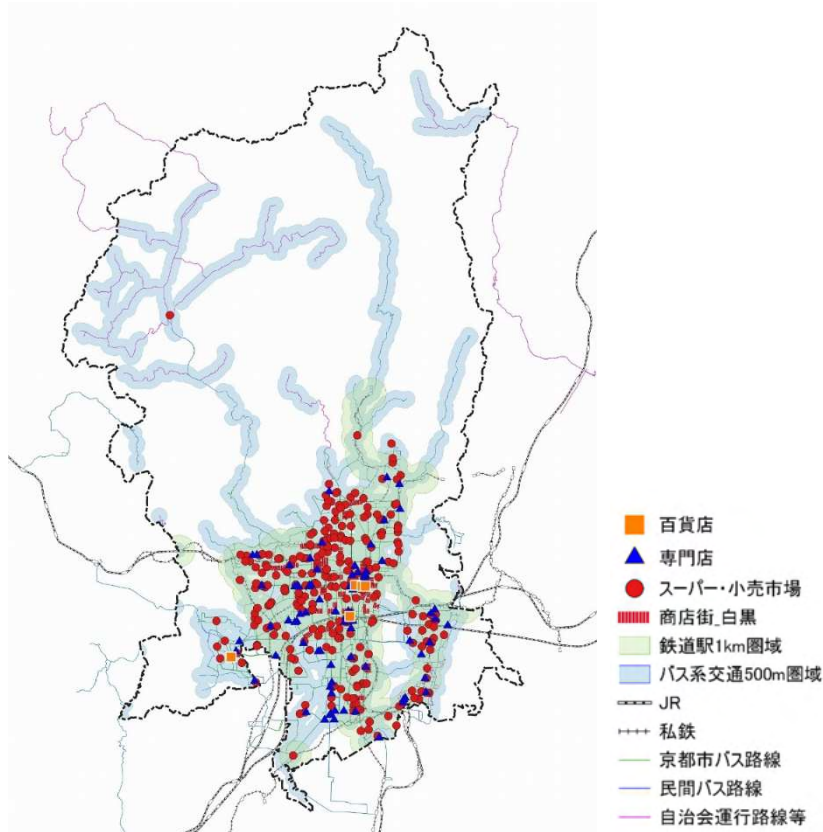 百貨店
専門店
スーパー・小売市場
商店街_白黒
鉄道駅1km圏域
バス系交通500m圏域
JR
私鉄
京都市バス路線
民間バス路線
自治会運行路線等